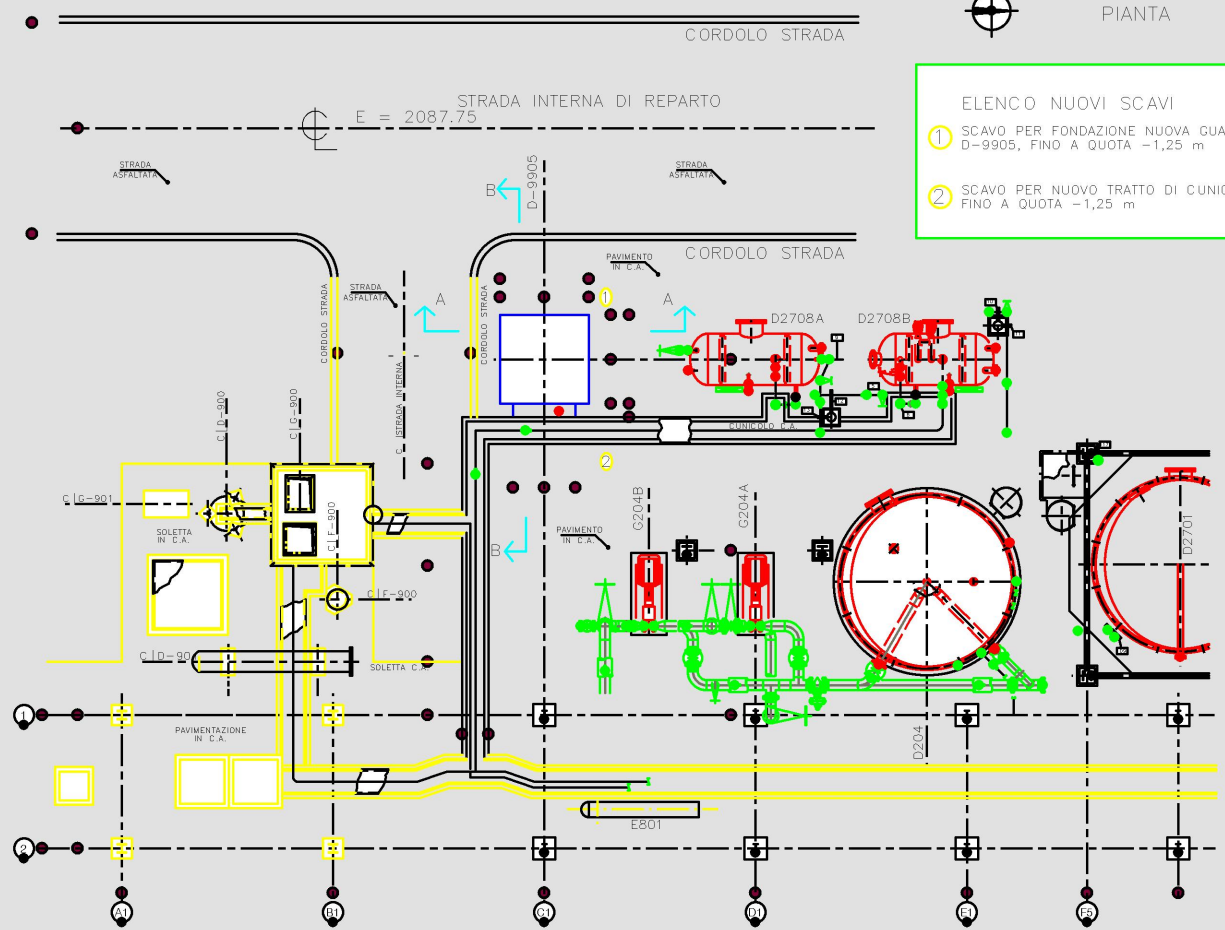 PIANTA
CORDOLO STRADA
STRADA INTERNA DI REPARTO
E = 2087.75
ELENCO NUOVI SCAVI
1 SCAVO PER FONDAZIONE NUOVA GUA
D-9905, FINO A QUOTA -1,25 m
2 SCAVO PER NUOVO TRATTO DI CUNIC
FINO A QUOTA -1,25 m
STRADA
ASFALTATA
STRADA
ASFALTATA
B
D-9905
CORDOLO STRADA
PAVIMENTO
IN C.A.
STRADA
ASFALTATA
CORDOLO STRADA
STRADA INTERNA
CORDOLO STRADA
A
1
A
D2708A
D2708B
CUNICOLO C.A.
C D-900
C G-900
C G-901
C F-900
2
SOLETTA
IN C.A.
B
PAVIMENTO
IN C.A.
G204B
G204A
D2701
C F-900
SOLETTA C.A.
D204
1
PAVIMENTAZIONE
IN C.A.
E801
2
A1
B1
C1
D1
E1
F5